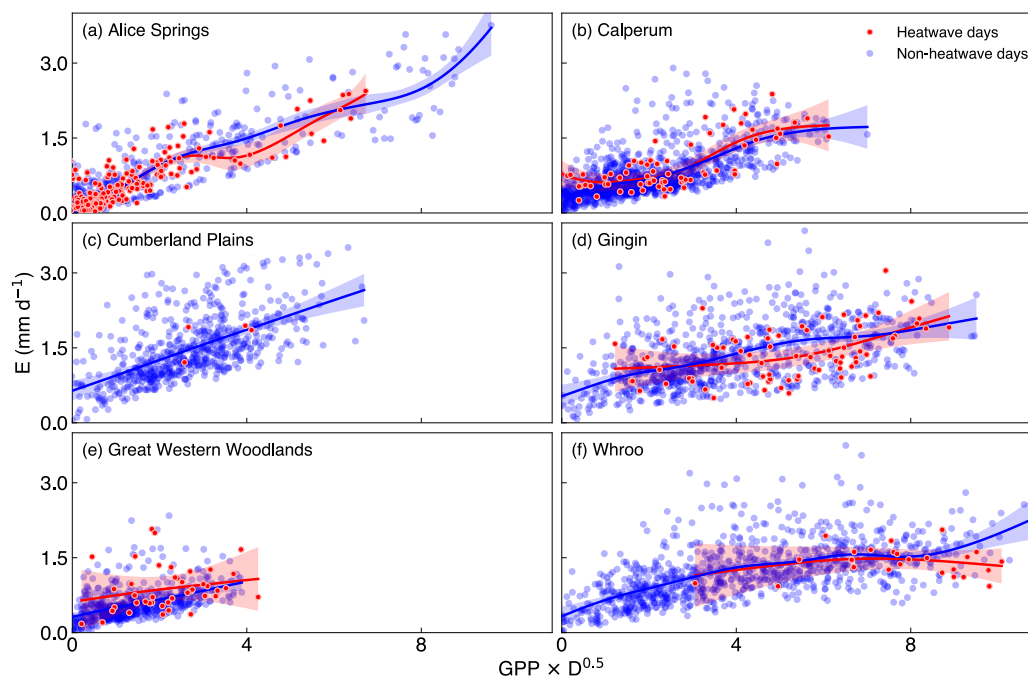 (a) Alice Springs
3.0
1.5
0.0
(b) Calperum
Heatwave days
Non-heatwave days
(c) Cumberland Plains
3.0
1.5
0.0
(d) Gingin
E (mm d⁻¹)
(e) Great Western Woodlands
3.0
1.5
0.0
0 4 8
(f) Whroo
0 4 8
GPP × D⁰·⁵